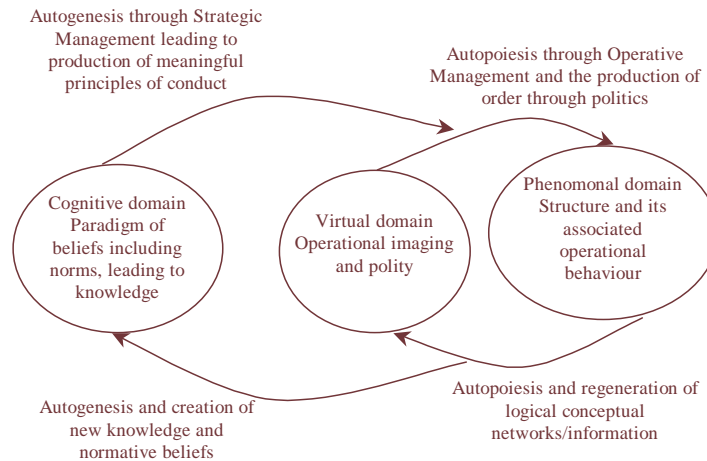 Autogenesis through Strategic
Management leading to
production of meaningful
principles of conduct
Autopoiesis through Operative
Management and the production of
order through politics
Cognitive domain
Paradigm of
beliefs including
norms, leading to
knowledge
Virtual domain
Operational imaging
and polity
Phenomonal domain
Structure and its
associated
operational
behaviour
Autogenesis and creation of
new knowledge and
normative beliefs
Autopoiesis and regeneration of
logical conceptual
networks/information